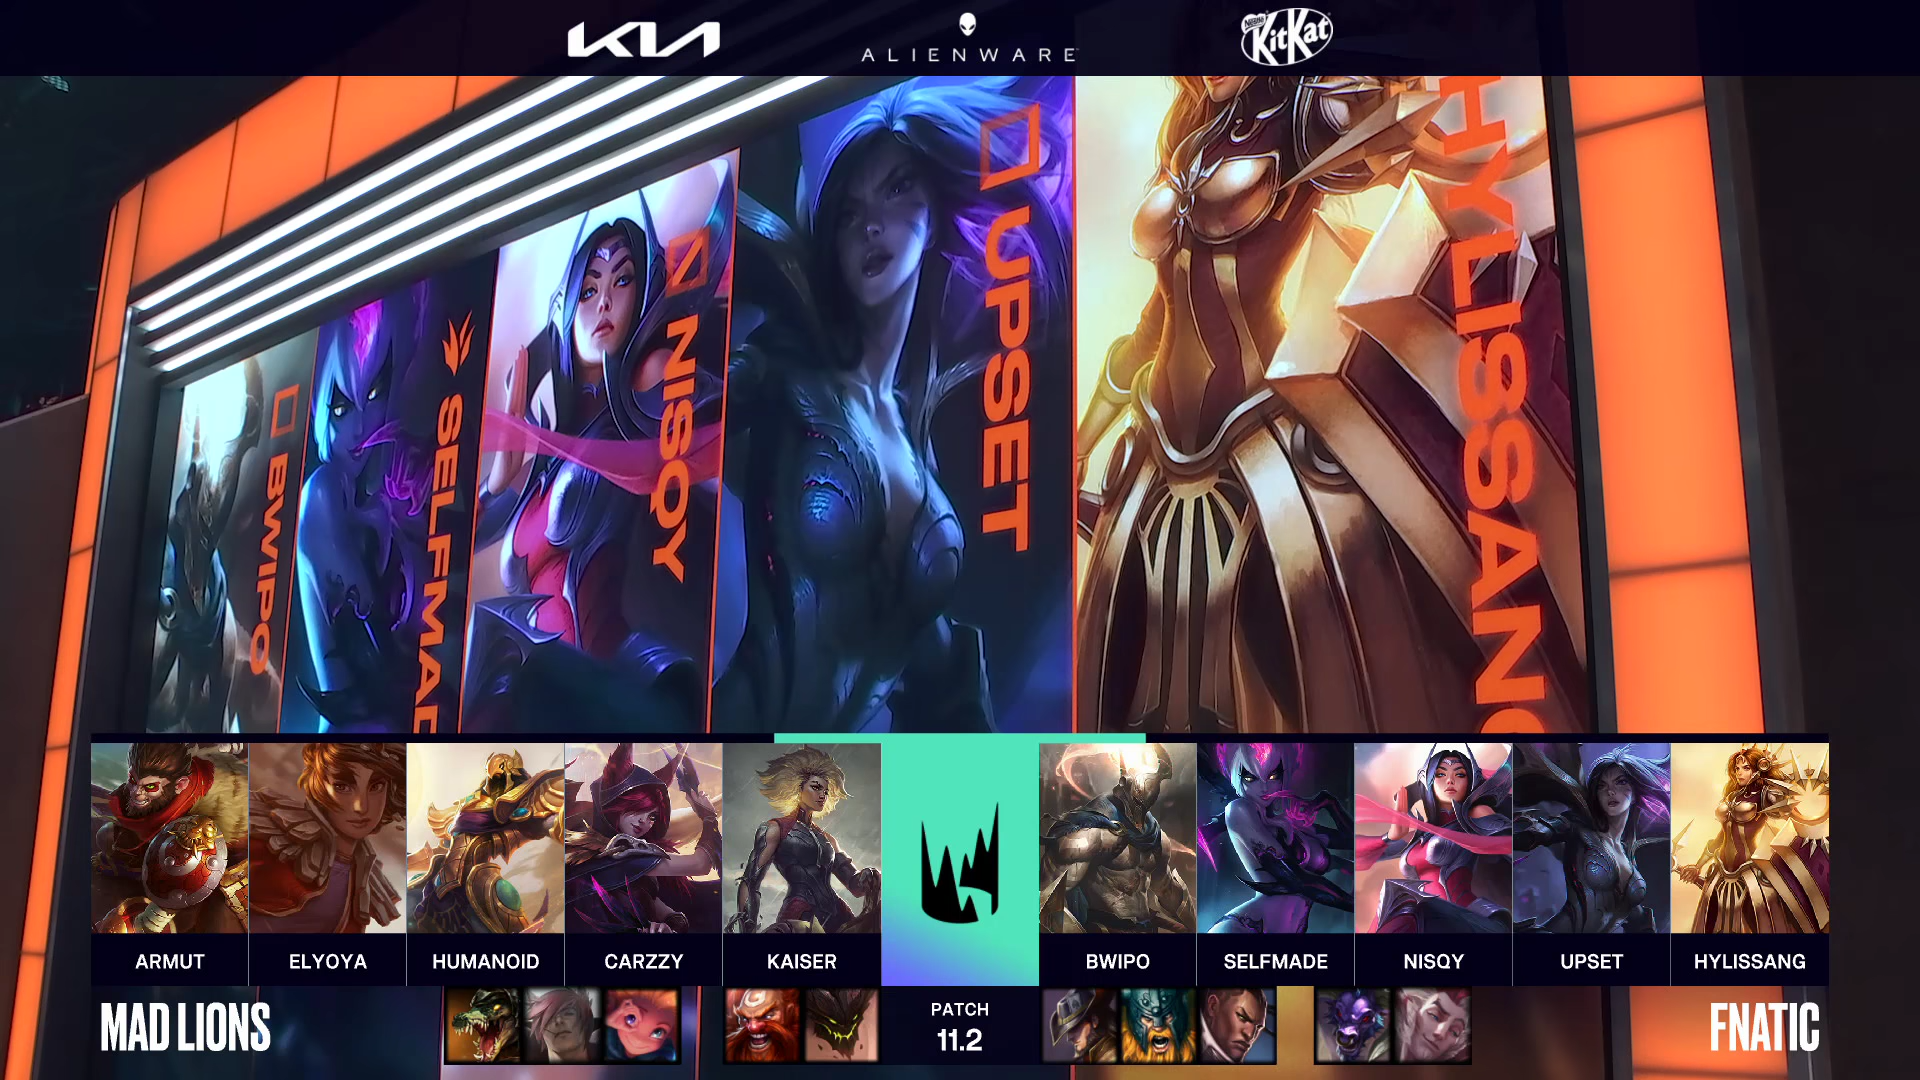 KIA
ALIENWARE
Nestle
KitKat
BWIPO
SELFMAD
NISQY
UPSET
HYLISSANG
ARMUT
ELYOYA
HUMANOID
CARZZY
KAISER
BWIPO
SELFMADE
NISQY
UPSET
HYLISSANG
MAD LIONS
PATCH
11.2
FNATIC